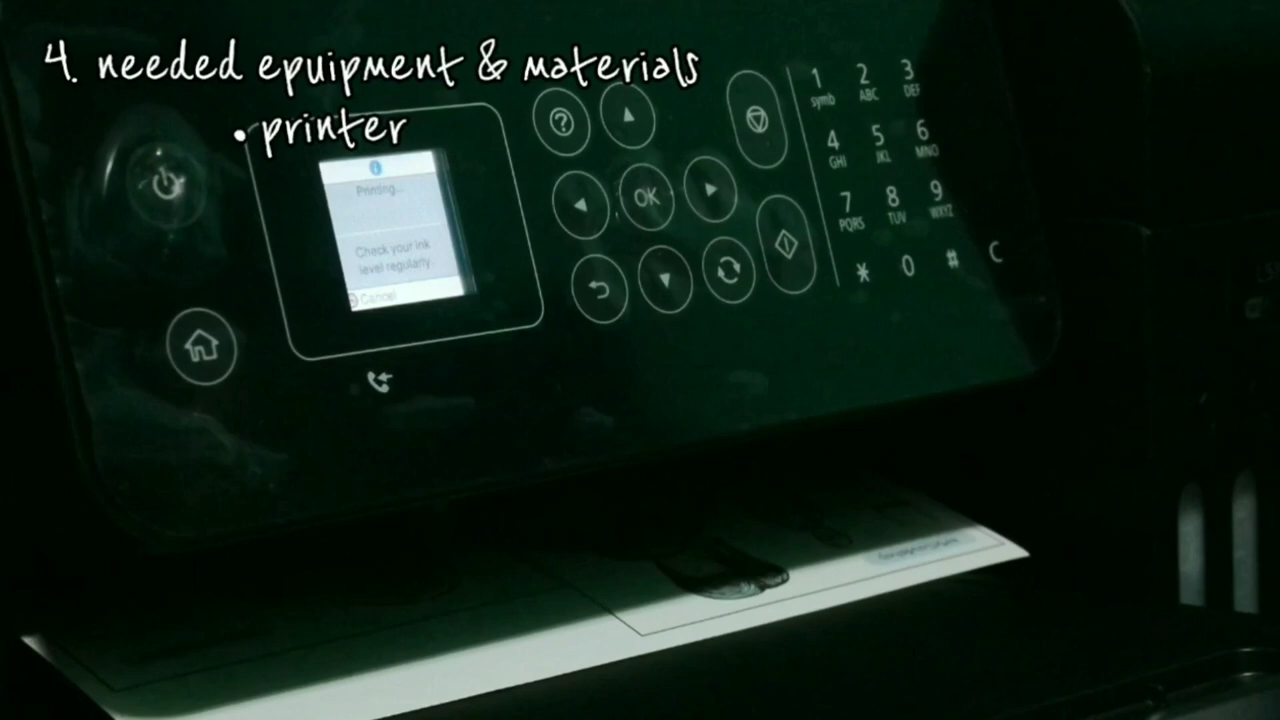 4. needed epuipment & materials
• printer
Printing...
Check your ink
level regularly.
Cancel
?
OK
1 2 3
symb ABC DEF
4 5 6
GHI JKL MNO
7 8 9
PQRS TUV WXYZ
* 0 # C